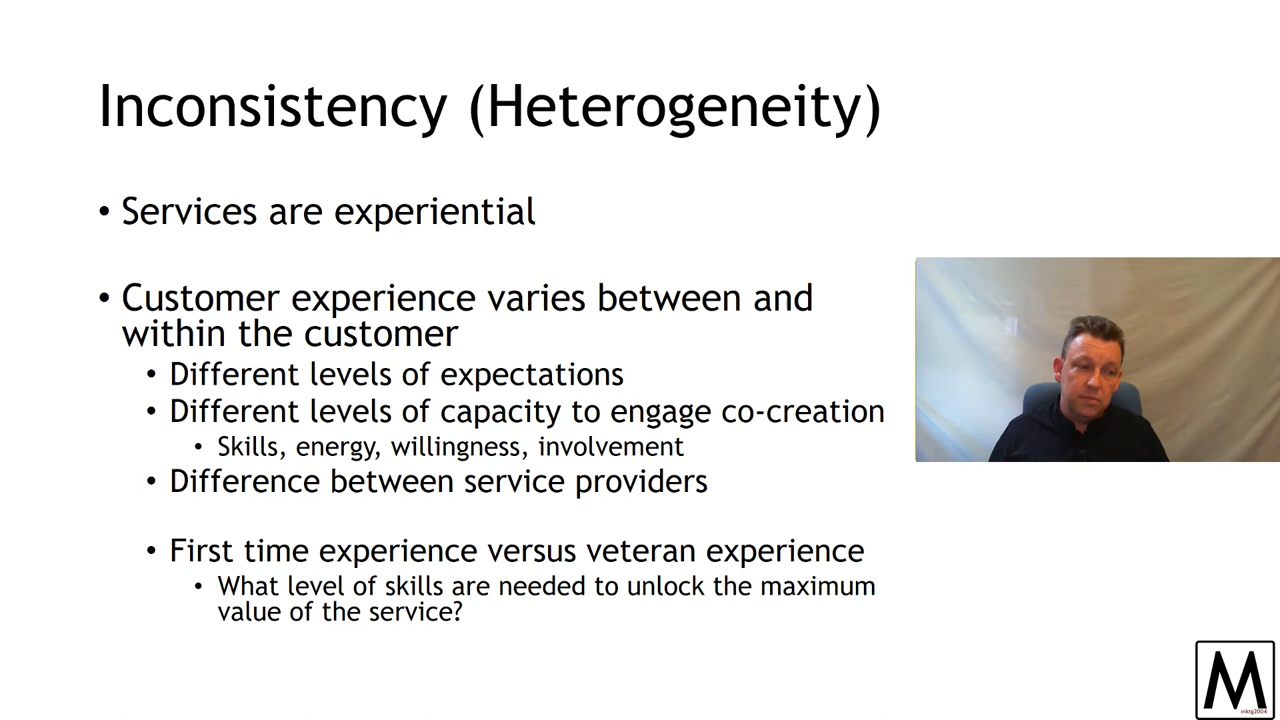 Inconsistency (Heterogeneity)
• Services are experiential
• Customer experience varies between and
within the customer
• Different levels of expectations
• Different levels of capacity to engage co-creation
• Skills, energy, willingness, involvement
• Difference between service providers
• First time experience versus veteran experience
• What level of skills are needed to unlock the maximum
value of the service?
M
mktg2004